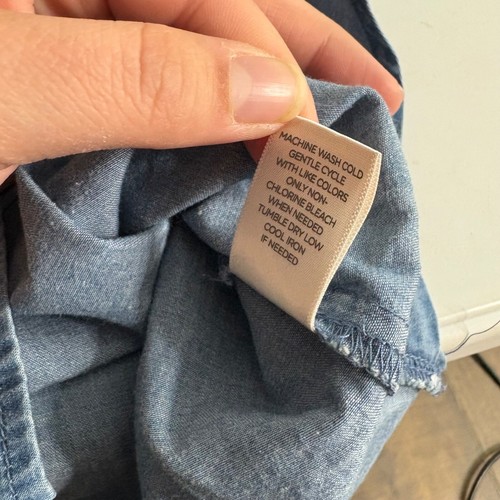 MACHINE WASH COLD
GENTLE CYCLE
WITH LIKE COLORS
ONLY NON-
CHLORINE BLEACH
WHEN NEEDED
TUMBLE DRY LOW
COOL IRON
IF NEEDED